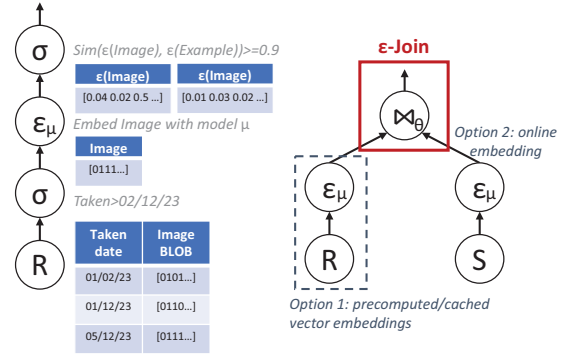 σ
Sim(ε(Image), ε(Example))>=0.9
ε(Image) ε(Image)
[0.04 0.02 0.5 ...] [0.01 0.03 0.02 ...]
ε μ
Embed Image with model μ
Image
[0111...]
σ
Taken>02/12/23
R
Taken date Image BLOB
01/02/23 [0101...]
01/12/23 [0110...]
05/12/23 [0111...]
ε-Join
⋈θ
Option 2: online
embedding
εμ εμ
R S
Option 1: precomputed/cached
vector embeddings